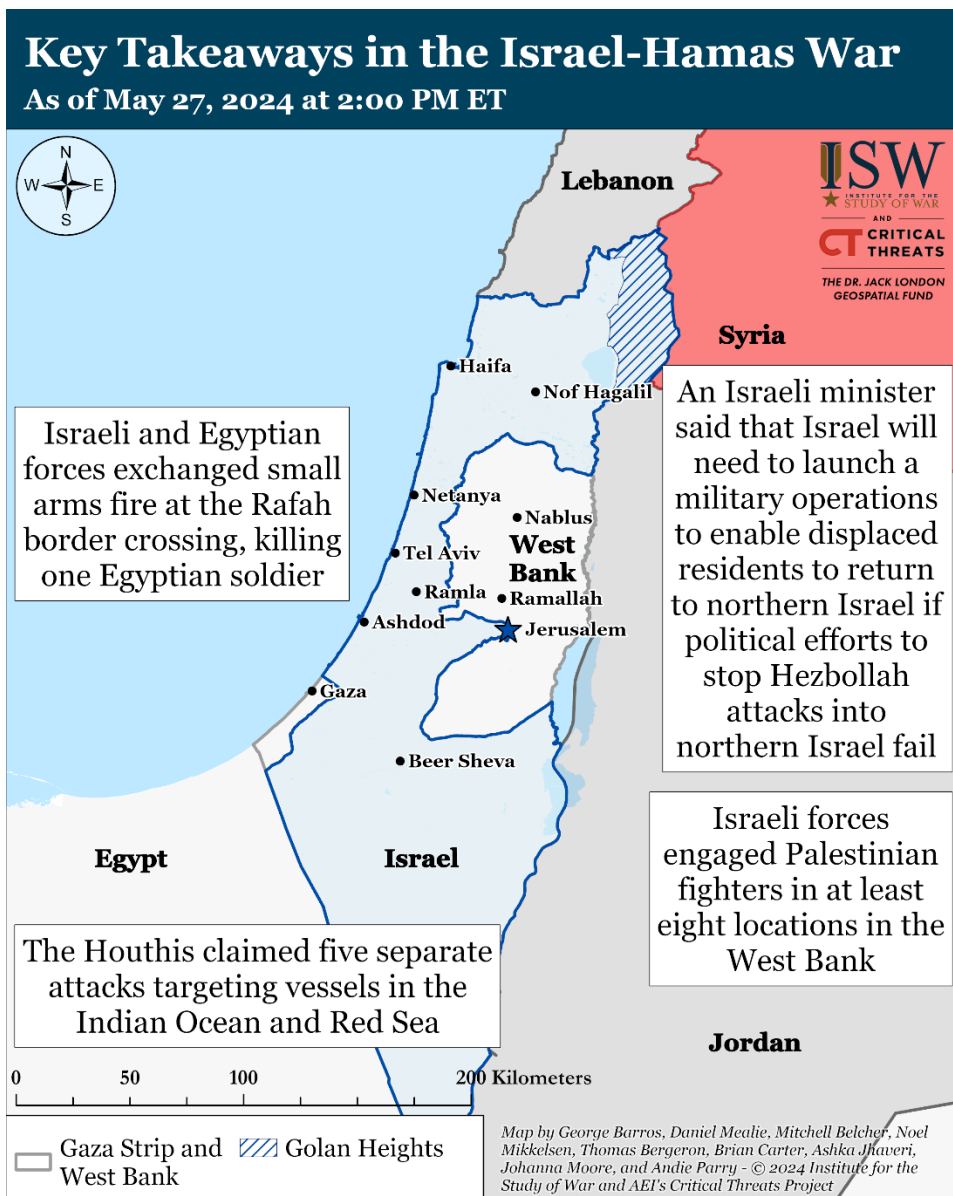 Key Takeaways in the Israel-Hamas War
As of May 27, 2024 at 2:00 PM ET
N
W
E
S
ISW
INSTITUTE FOR THE
STUDY OF WAR
AND
CT CRITICAL
THREATS
THE DR. JACK LONDON
GEOSPATIAL FUND
Lebanon
Syria
Haifa
Nof Hagalil
Israeli and Egyptian
forces exchanged small
arms fire at the Rafah
border crossing, killing
one Egyptian soldier
An Israeli minister
said that Israel will
need to launch a
military operations
to enable displaced
residents to return
to northern Israel if
political efforts to
stop Hezbollah
attacks into
northern Israel fail
Netanya
Nablus
Tel Aviv
West
Bank
Ramla
Ramallah
Ashdod
Jerusalem
Gaza
Beer Sheva
Egypt
Israel
Israeli forces
engaged Palestinian
fighters in at least
eight locations in the
West Bank
The Houthis claimed five separate
attacks targeting vessels in the
Indian Ocean and Red Sea
Jordan
0 50 100 200 Kilometers
Gaza Strip and
West Bank
Golan Heights
Map by George Barros, Daniel Mealie, Mitchell Belcher, Noel
Mikkelsen, Thomas Bergeron, Brian Carter, Ashka Jhaveri,
Johanna Moore, and Andie Parry - © 2024 Institute for the
Study of War and AEI's Critical Threats Project